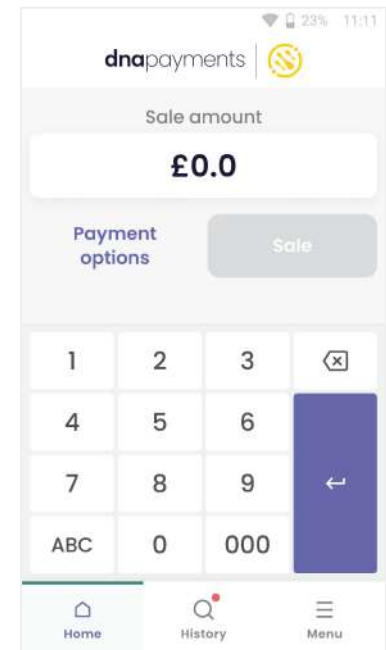 23% 11:11
dnapayments
Sale amount
£0.0
Payment
options
Sale
1 2 3
4 5 6
7 8 9
ABC 0 000
Home History Menu